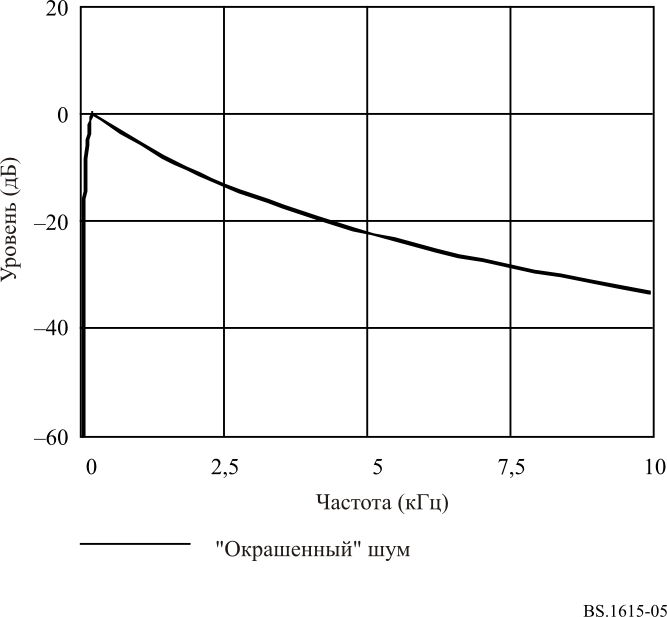 20
0
–20
–40
–60
Уровень (дБ)
0 2,5 5 7,5 10
Частота (кГц)
"Окрашенный" шум
BS.1615-05